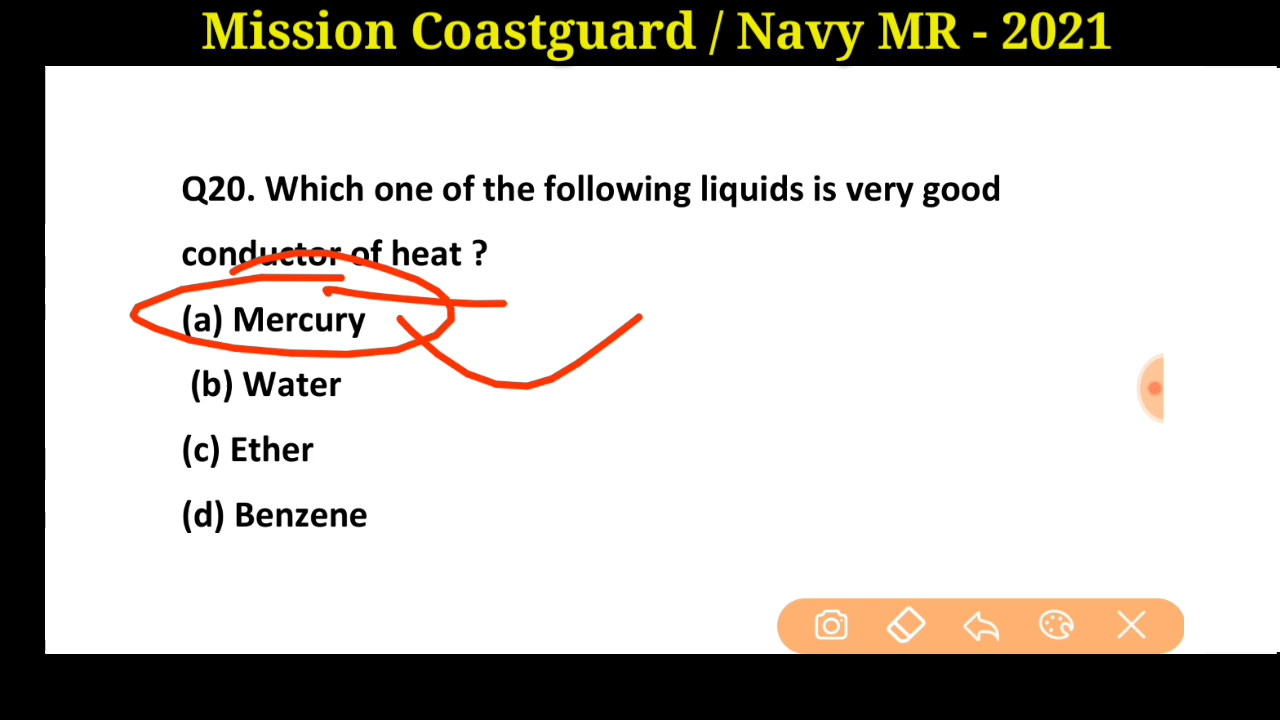 Mission Coastguard / Navy MR - 2021
Q20. Which one of the following liquids is very good
conductor of heat ?
(a) Mercury
(b) Water
(c) Ether
(d) Benzene